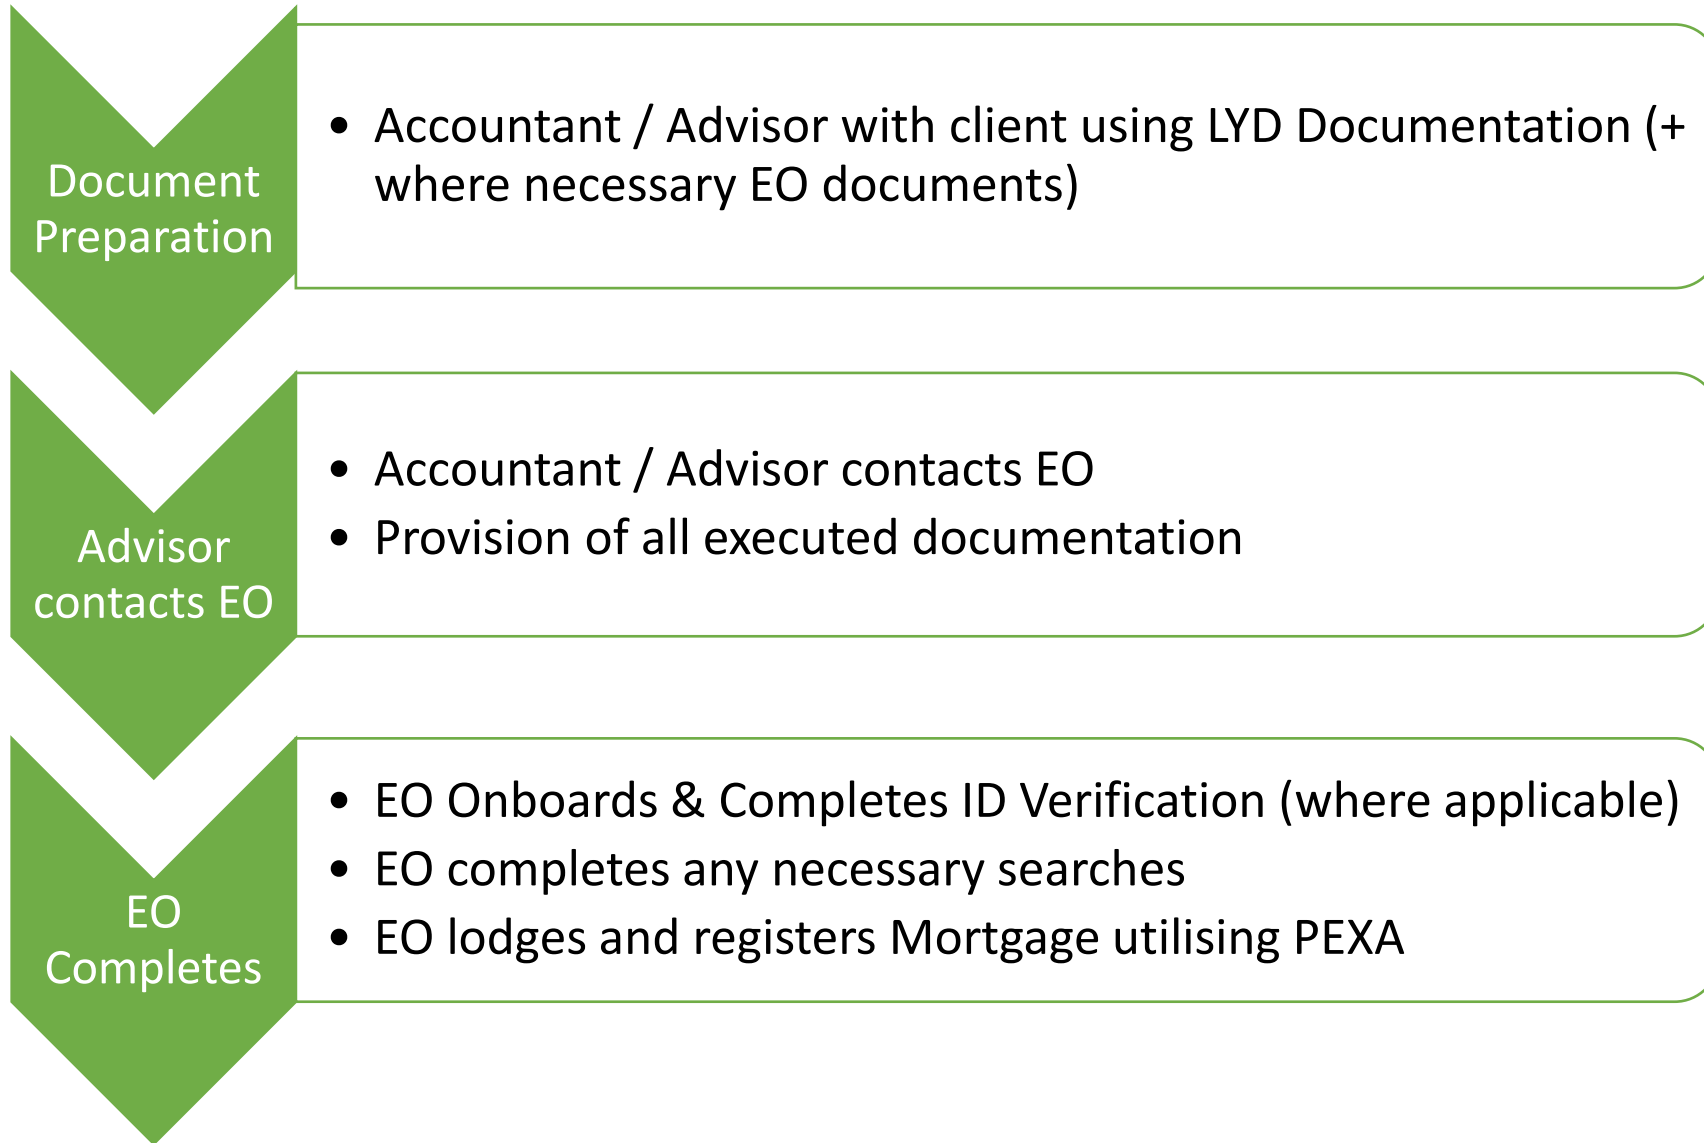 Document
Preparation
• Accountant / Advisor with client using LYD Documentation (+
where necessary EO documents)
Advisor
contacts EO
• Accountant / Advisor contacts EO
• Provision of all executed documentation
EO
Completes
• EO Onboards & Completes ID Verification (where applicable)
• EO completes any necessary searches
• EO lodges and registers Mortgage utilising PEXA